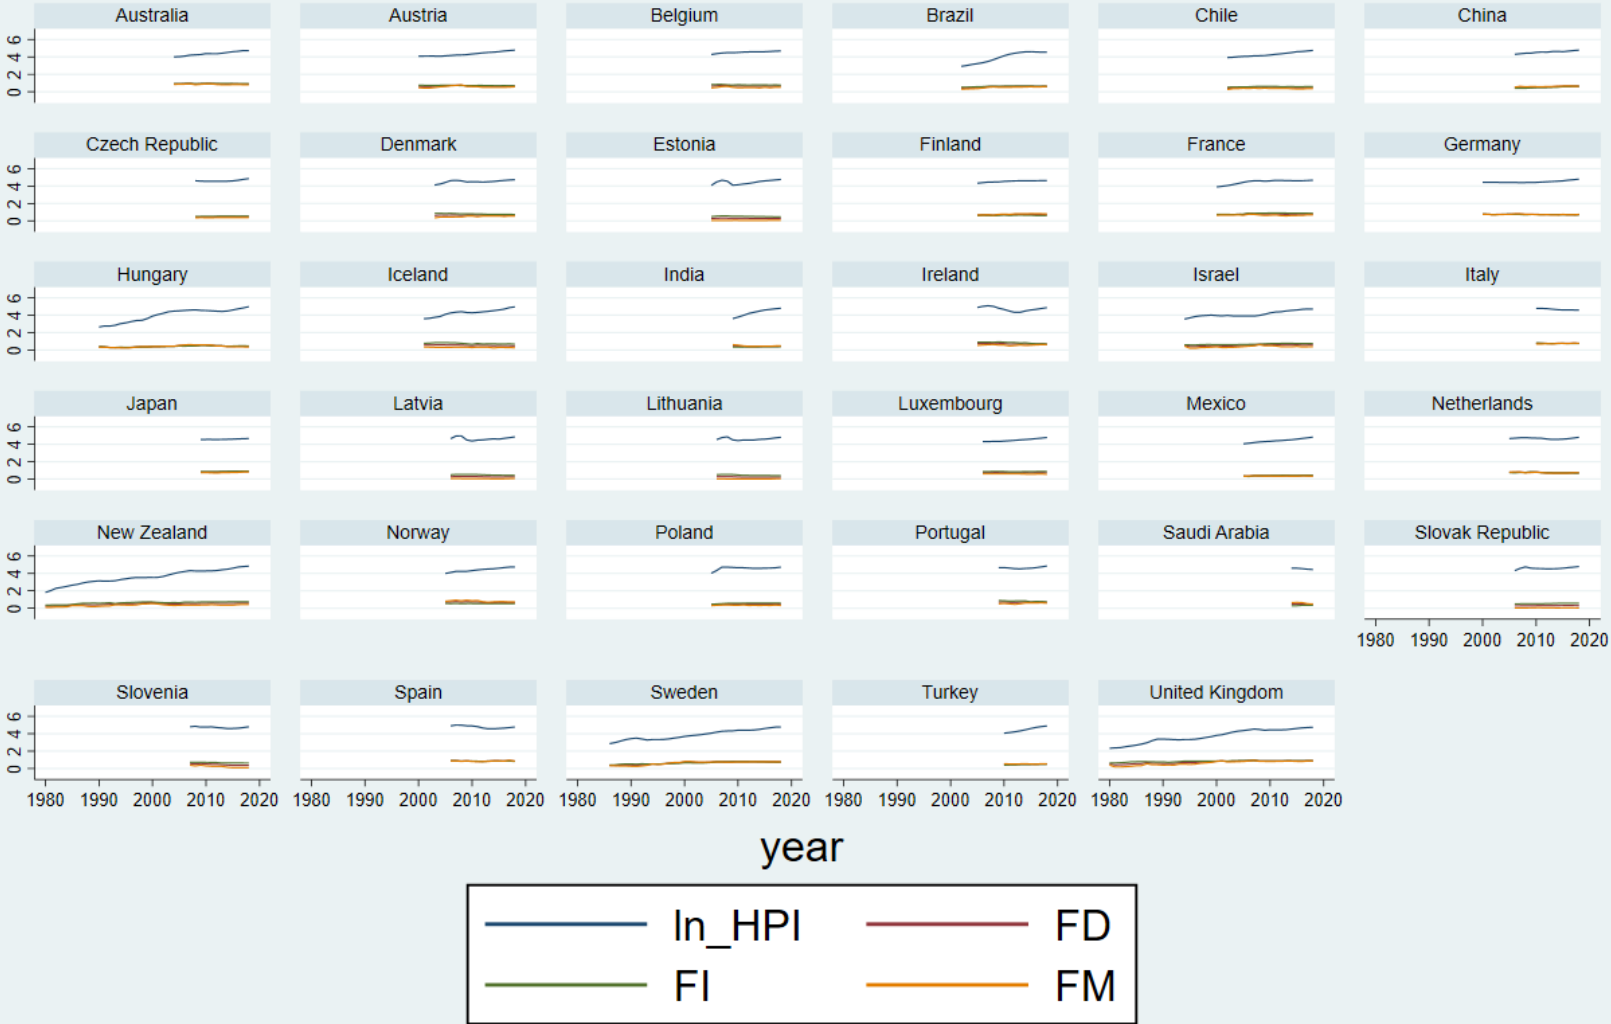 Australia Austria Belgium Brazil Chile China
6
4
2
0
Czech Republic Denmark Estonia Finland France Germany
6
4
2
0
Hungary Iceland India Ireland Israel Italy
6
4
2
0
Japan Latvia Lithuania Luxembourg Mexico Netherlands
6
4
2
0
New Zealand Norway Poland Portugal Saudi Arabia Slovak Republic
6
4
2
0
1980 1990 2000 2010 2020
Slovenia Spain Sweden Turkey United Kingdom
6
4
2
0
1980 1990 2000 2010 2020 1980 1990 2000 2010 2020 1980 1990 2000 2010 2020 1980 1990 2000 2010 2020 1980 1990 2000 2010 2020
year
ln_HPI FD
FI FM